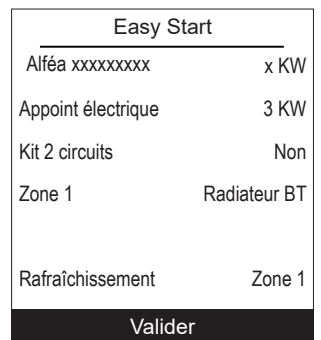 Easy Start
Alféa xxxxxxxxx x KW
Appoint électrique 3 KW
Kit 2 circuits Non
Zone 1 Radiateur BT
Rafraîchissement Zone 1
Valider